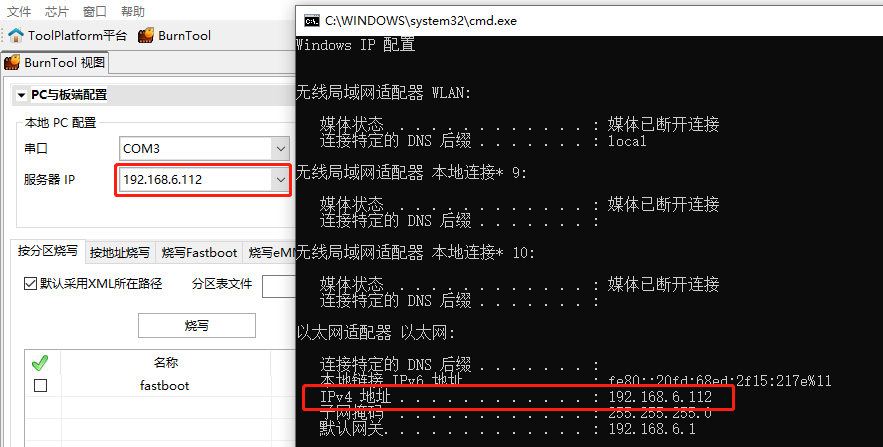 文件 芯片 窗口 帮助
ToolPlatform平台 BurnTool
BurnTool 视图
PC与板端配置
本地 PC 配置
串口 COM3
服务器 IP 192.168.6.112
按分区烧写 按地址烧写 烧写Fastboot 烧写eM
默认采用XML所在路径 分区表文件
烧写
名称
fastboot
C:\WINDOWS\system32\cmd.exe
Windows IP 配置
无线局域网适配器 WLAN:
媒体状态 . . . . . . . . . . . . : 媒体已断开连接
连接特定的 DNS 后缀 . . . . . . . : local
无线局域网适配器 本地连接* 9:
媒体状态 . . . . . . . . . . . . : 媒体已断开连接
连接特定的 DNS 后缀 . . . . . . . :
无线局域网适配器 本地连接* 10:
媒体状态 . . . . . . . . . . . . : 媒体已断开连接
连接特定的 DNS 后缀 . . . . . . . :
以太网适配器 以太网:
连接特定的 DNS 后缀 . . . . . . . :
本地链接 IPv6 地址. . . . . . . . : fe80::20fd:68ed:2f15:217e%11
IPv4 地址 . . . . . . . . . . . . : 192.168.6.112
子网掩码 . . . . . . . . . . . . : 255.255.255.0
默认网关. . . . . . . . . . . . . : 192.168.6.1